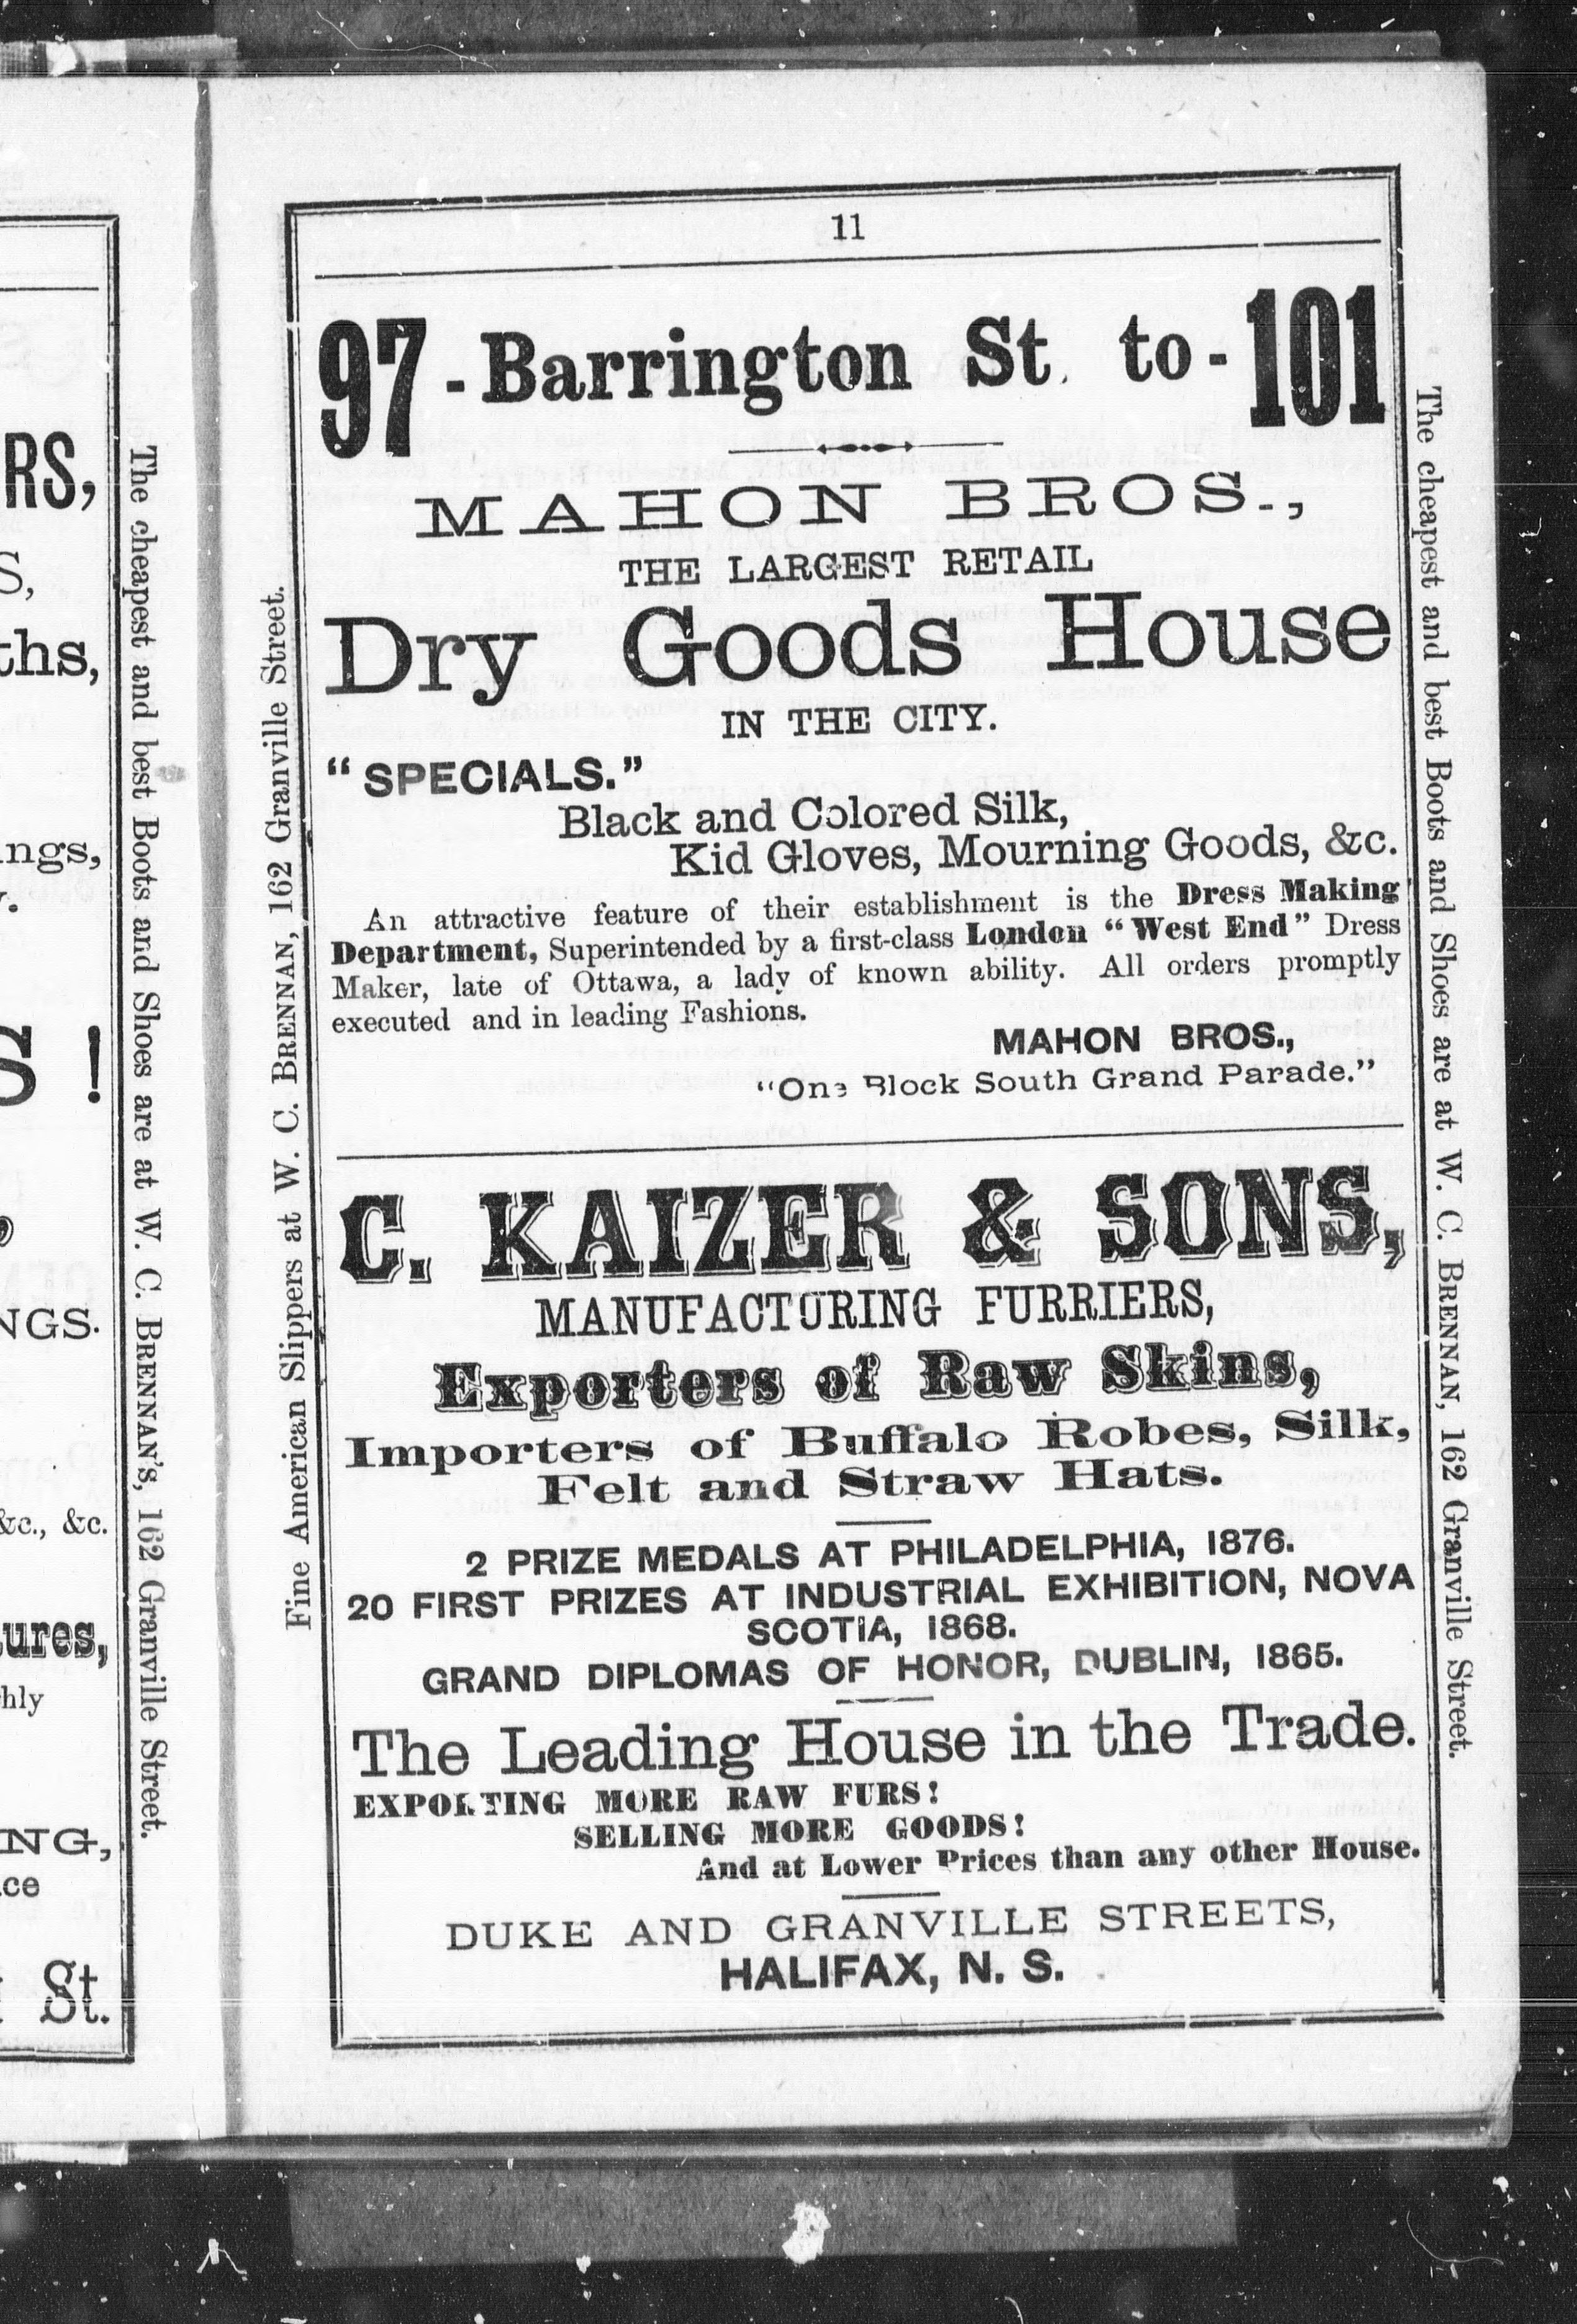 RS,
S,
ths,
ings,
S!
NGS.
&c., &c.
ures,
hly
NG,
ce
St
St.
The cheapest and best Boots and Shoes are at W. C. BRENNAN'S, 162 Granville Street.
Fine American Slippers at W. C. BRENNAN, 162 Granville Street.
11
97 - Barrington St. to - 101
MAHON BROS.,
THE LARGEST RETAIL
Dry Goods House
IN THE CITY.
"SPECIALS."
Black and Colored Silk,
Kid Gloves, Mourning Goods, &c.
An attractive feature of their establishment is the Dress Making
Department, Superintended by a first-class London "West End" Dress
Maker, late of Ottawa, a lady of known ability. All orders promptly
executed and in leading Fashions.
MAHON BROS.,
"One Block South Grand Parade."
C. KAIZER & SONS,
MANUFACTURING FURRIERS,
Exporters of Raw Skins,
Importers of Buffalo Robes, Silk,
Felt and Straw Hats.
2 PRIZE MEDALS AT PHILADELPHIA, 1876.
20 FIRST PRIZES AT INDUSTRIAL EXHIBITION, NOVA
SCOTIA, 1868.
GRAND DIPLOMAS OF HONOR, DUBLIN, 1865.
The Leading House in the Trade.
EXPORTING MORE RAW FURS!
SELLING MORE GOODS!
And at Lower Prices than any other House.
DUKE AND GRANVILLE STREETS,
HALIFAX, N. S.
The cheapest and best Boots and Shoes are at W. C. BRENNAN, 162 Granville Street.